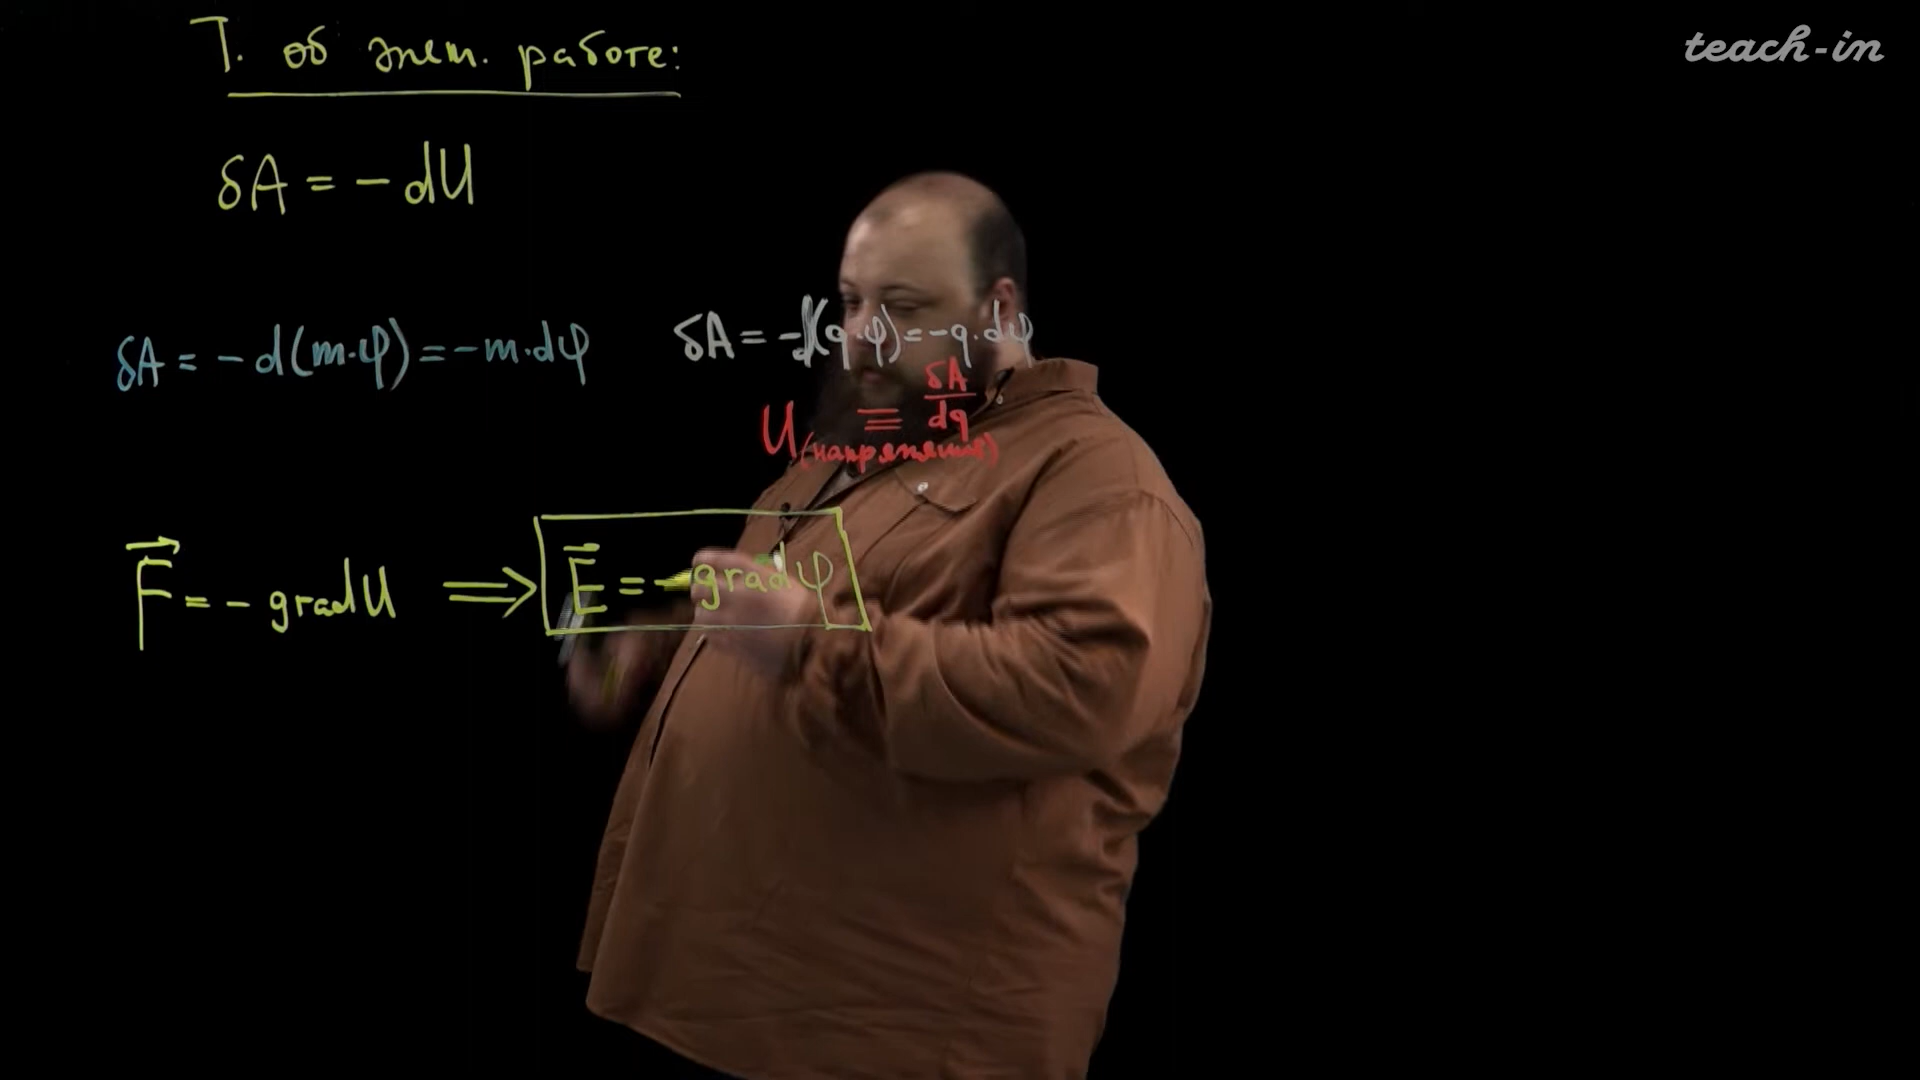 teach-in
Т. об элем. работе:
δA = - dU
δA = - d(m·φ) = - m·dφ
δA = - d(q·φ) = - q·dφ
U(напряжение) ≡ δA/dq
F⃗ = - grad U ⟹ E⃗ = - grad φ